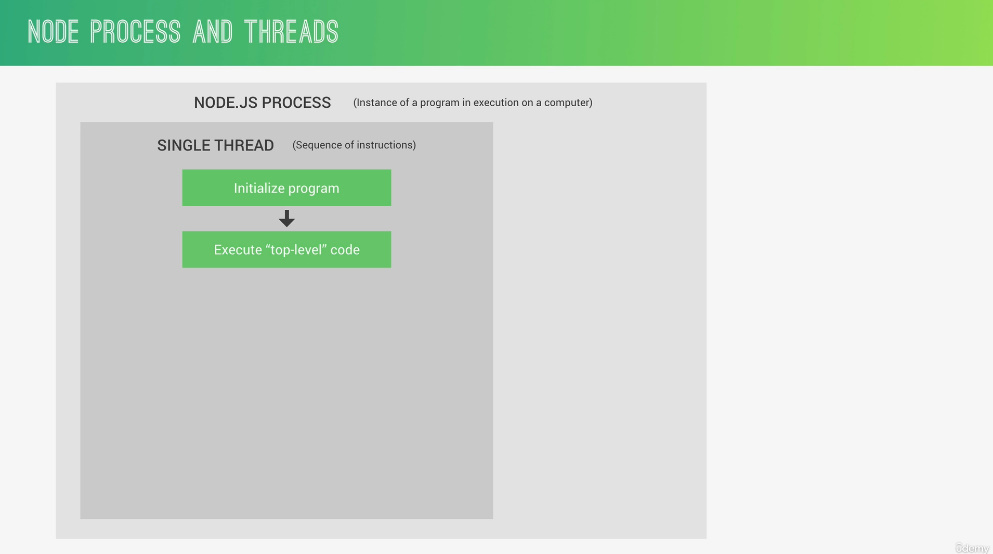 NODE PROCESS AND THREADS
NODE.JS PROCESS (Instance of a program in execution on a computer)
SINGLE THREAD (Sequence of instructions)
Initialize program
Execute “top-level” code
ûdemy